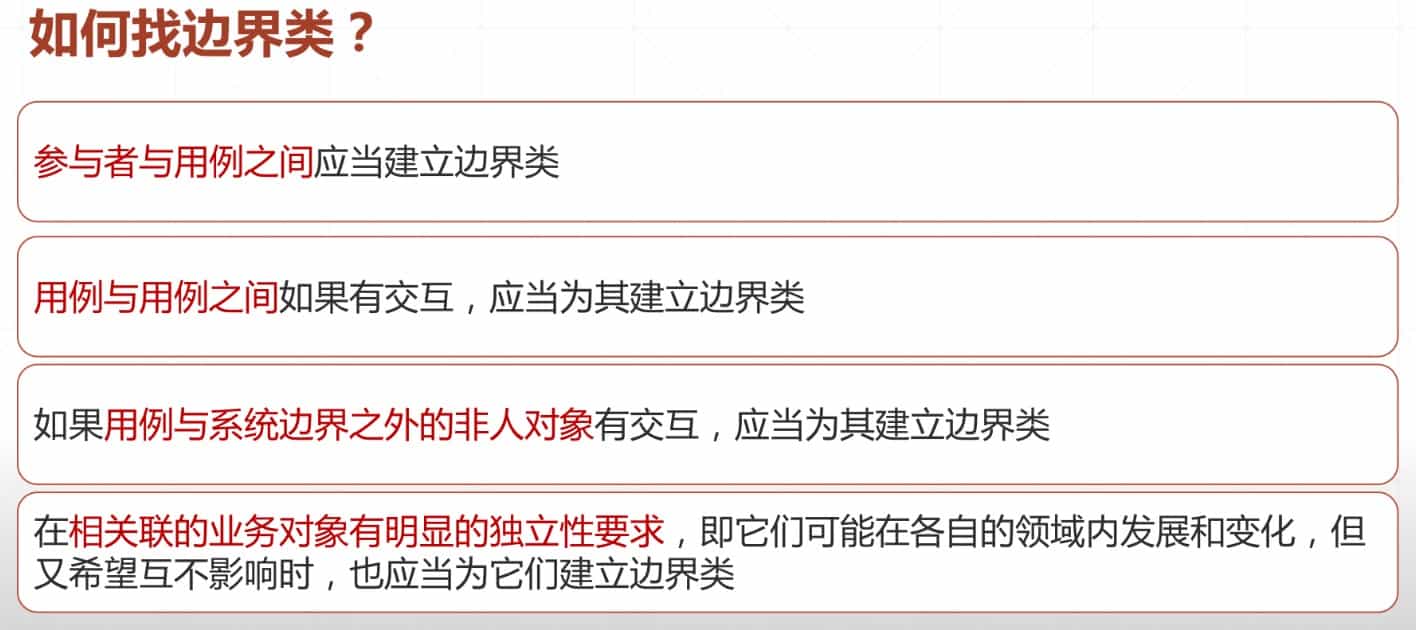 如何找边界类？
参与者与用例之间应当建立边界类
用例与用例之间如果有交互，应当为其建立边界类
如果用例与系统边界之外的非人对象有交互，应当为其建立边界类
在相关联的业务对象有明显的独立性要求，即它们可能在各自的领域内发展和变化，但
又希望互不影响时，也应当为它们建立边界类